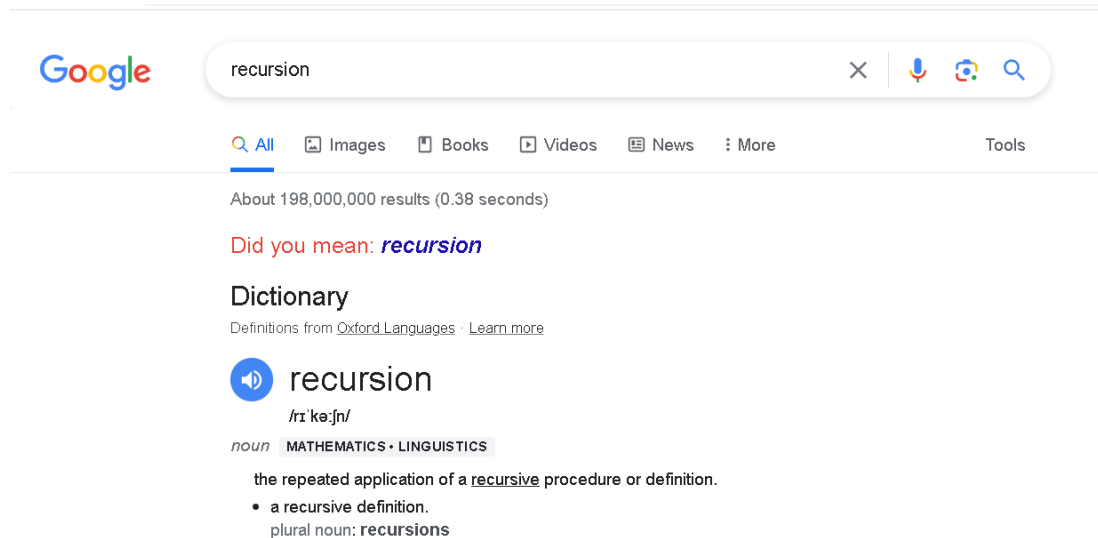 Google recursion
All Images Books Videos News More Tools
About 198,000,000 results (0.38 seconds)
Did you mean: recursion
Dictionary
Definitions from Oxford Languages · Learn more
recursion
/rɪˈkəːʃn/
noun MATHEMATICS • LINGUISTICS
the repeated application of a recursive procedure or definition.
• a recursive definition.
plural noun: recursions